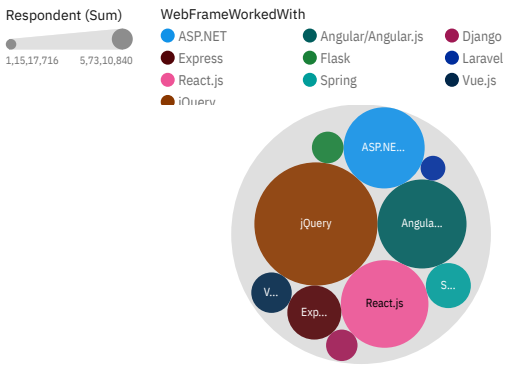 Respondent (Sum)
1,15,17,716 5,73,10,840
WebFrameWorkedWith
ASP.NET Angular/Angular.js Django
Express Flask Laravel
React.js Spring Vue.js
jQuery
ASP.NE...
jQuery Angula...
V... S...
Exp... React.js